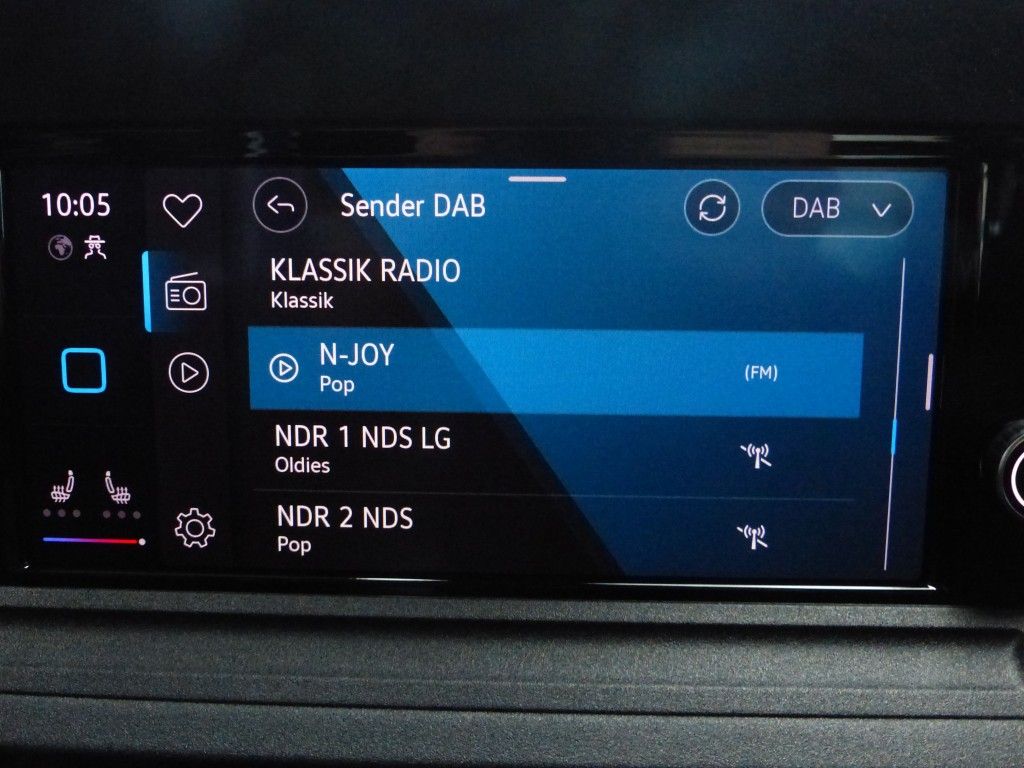 10:05
Sender DAB
DAB
KLASSIK RADIO
Klassik
N-JOY
Pop
(FM)
NDR 1 NDS LG
Oldies
NDR 2 NDS
Pop